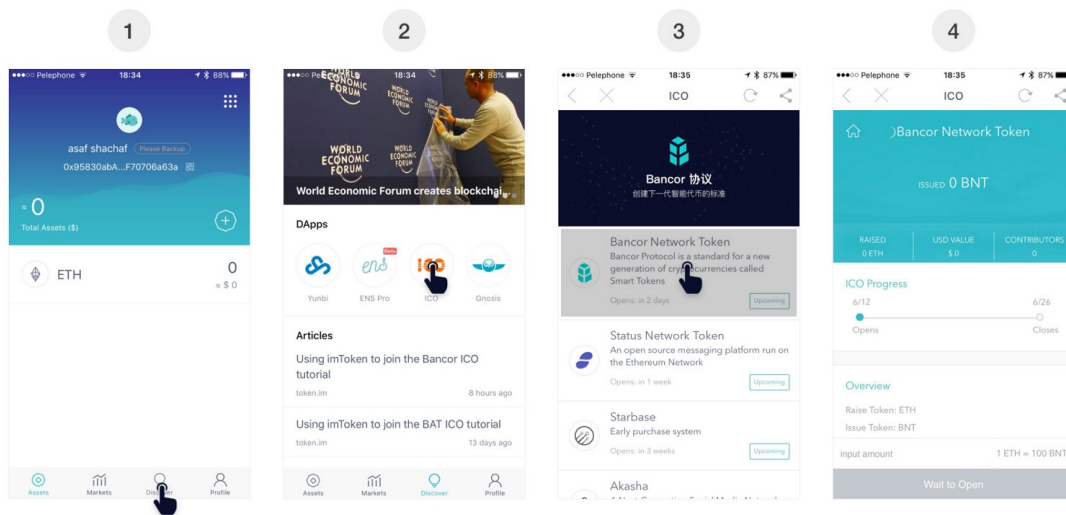 1
2
3
4
Pelephone 18:34 88%
asaf shachaf Please Backup
0x95830abA...F70706a63a
≈ 0
Total Assets ($)
ETH 0
≈ $ 0
Assets Markets Discover Profile
18:34 88%
WORLD ECONOMIC FORUM
WORLD
ECONOMIC
FORUM
WORLD
ECONOMIC
FORUM
World Economic Forum creates blockchai...
DApps
Beta
ens
ICO
Yunbi ENS Pro ICO Gnosis
Articles
Using imToken to join the Bancor ICO
tutorial
token.im 8 hours ago
Using imToken to join the BAT ICO tutorial
token.im 13 days ago
Assets Markets Discover Profile
Pelephone 18:35 87%
ICO
Bancor 协议
创建下一代智能代币的标准
Bancor Network Token
Bancor Protocol is a standard for a new
generation of cryptocurrencies called
Smart Tokens
Opens: in 2 days Upcoming
Status Network Token
An open source messaging platform run on
the Ethereum Network
Opens: in 1 week Upcoming
Starbase
Early purchase system
Opens: in 3 weeks Upcoming
Akasha
Pelephone 18:35 87%
ICO
)Bancor Network Token
ISSUED 0 BNT
RAISED USD VALUE CONTRIBUTORS
0 ETH $ 0 0
ICO Progress
6/12 6/26
Opens Closes
Overview
Raise Token: ETH
Issue Token: BNT
input amount 1 ETH ≈ 100 BNT
Wait to Open